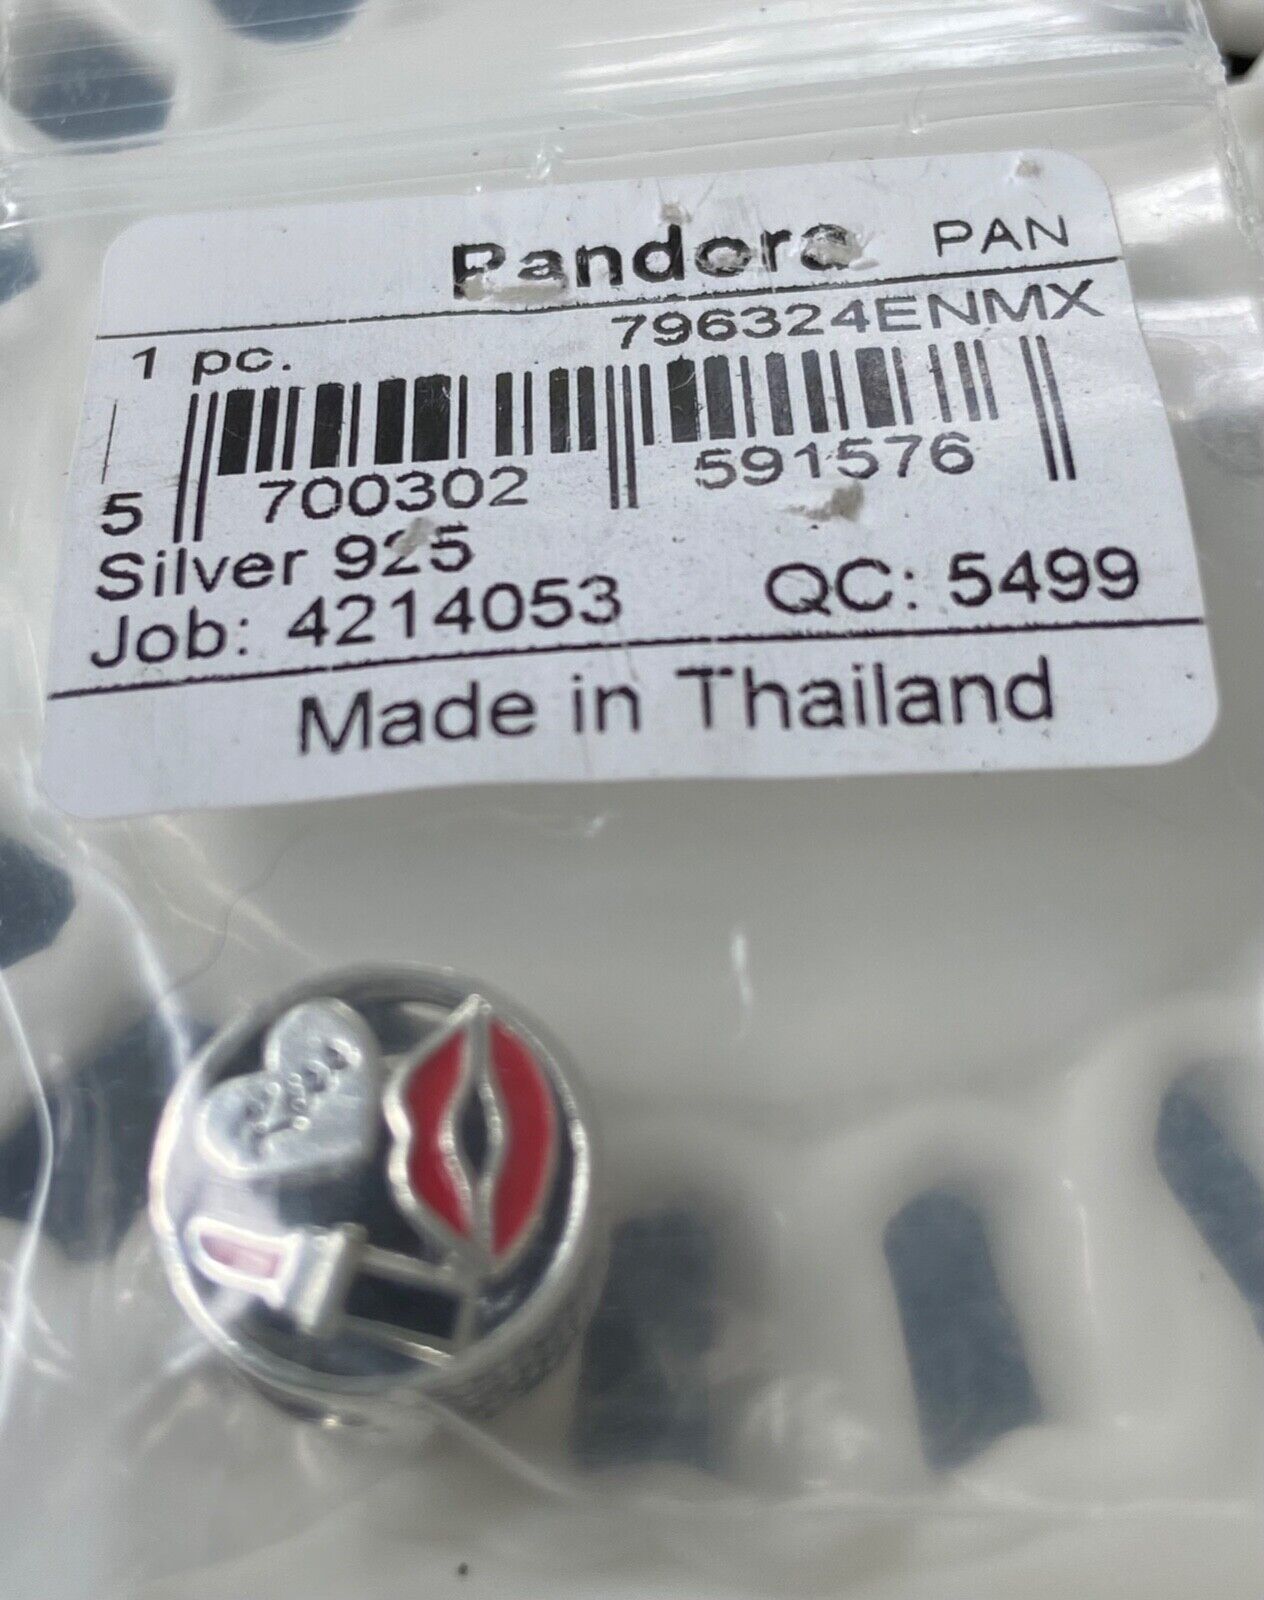 Pandora PAN
1 pc. 796324ENMX
5 700302 591576
Silver 925
Job: 4214053 QC: 5499
Made in Thailand